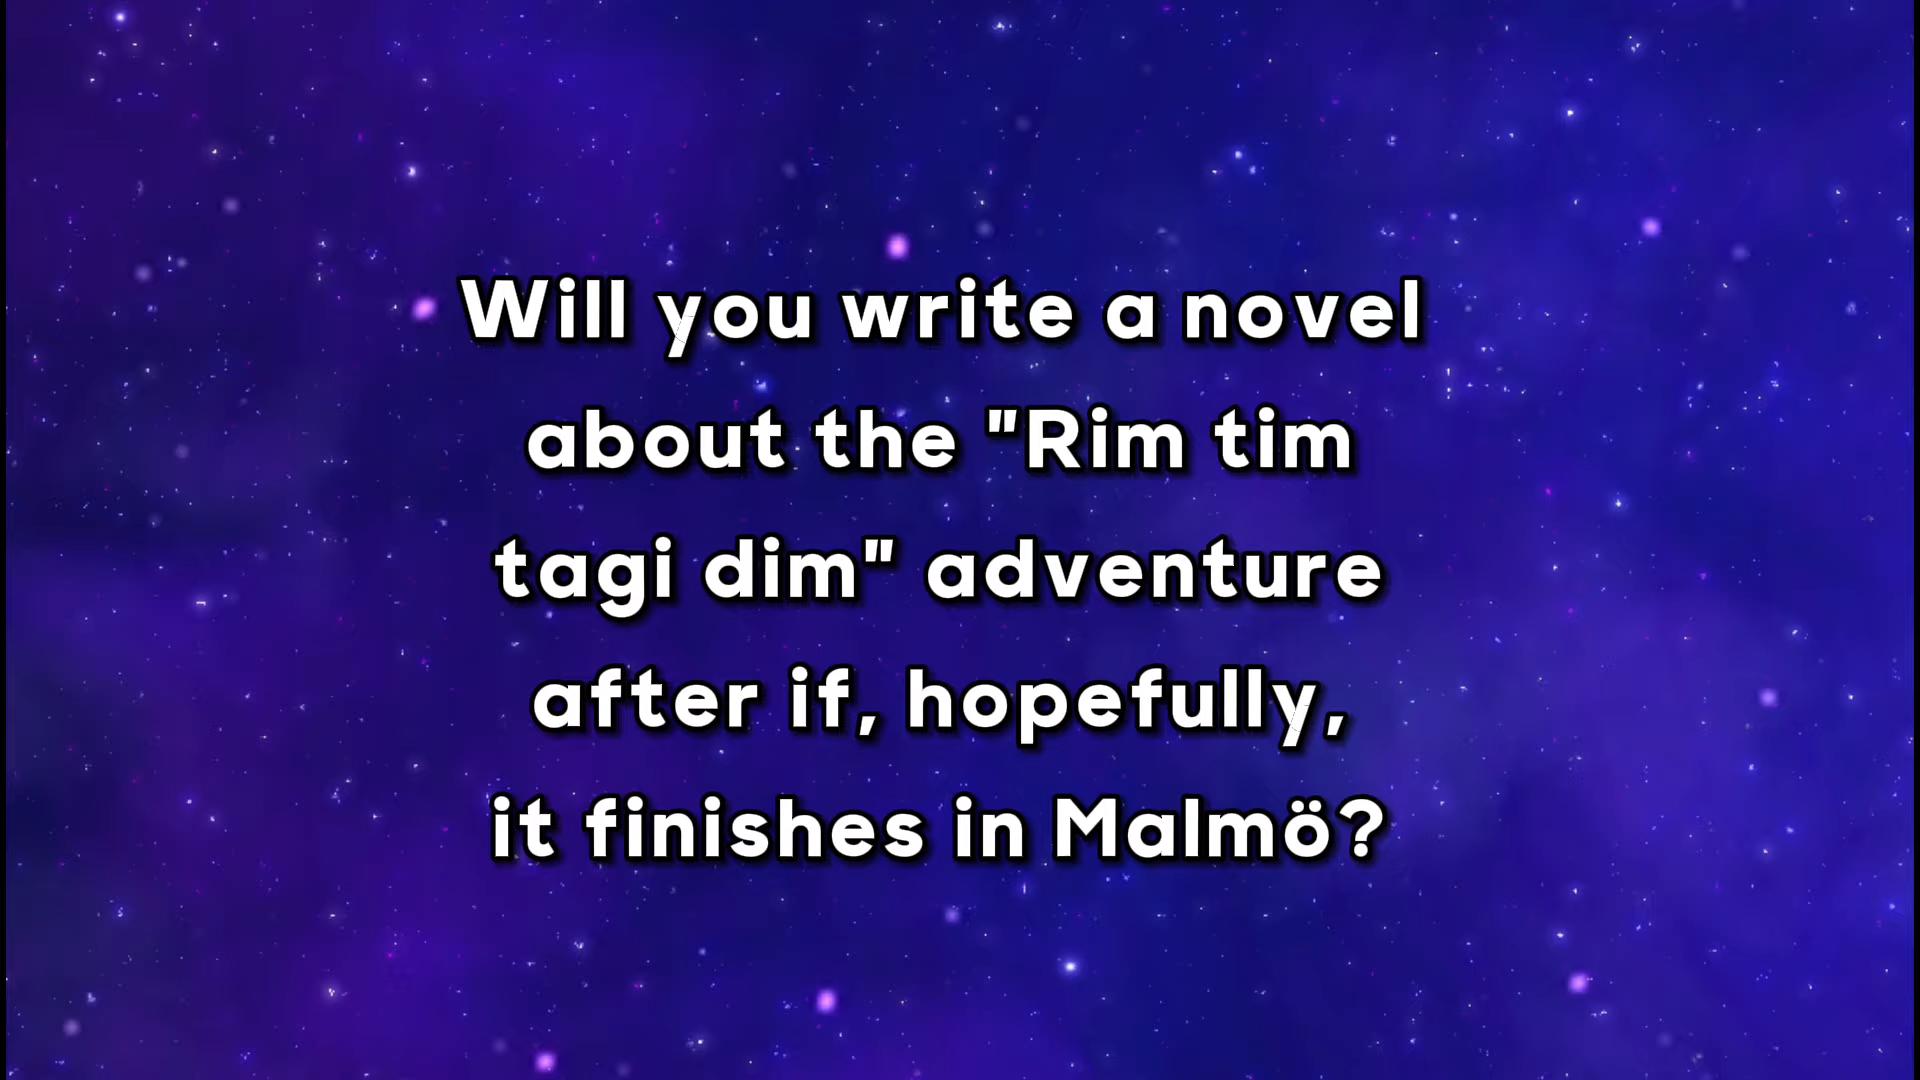 Will you write a novel
about the "Rim tim
tagi dim" adventure
after if, hopefully,
it finishes in Malmö?